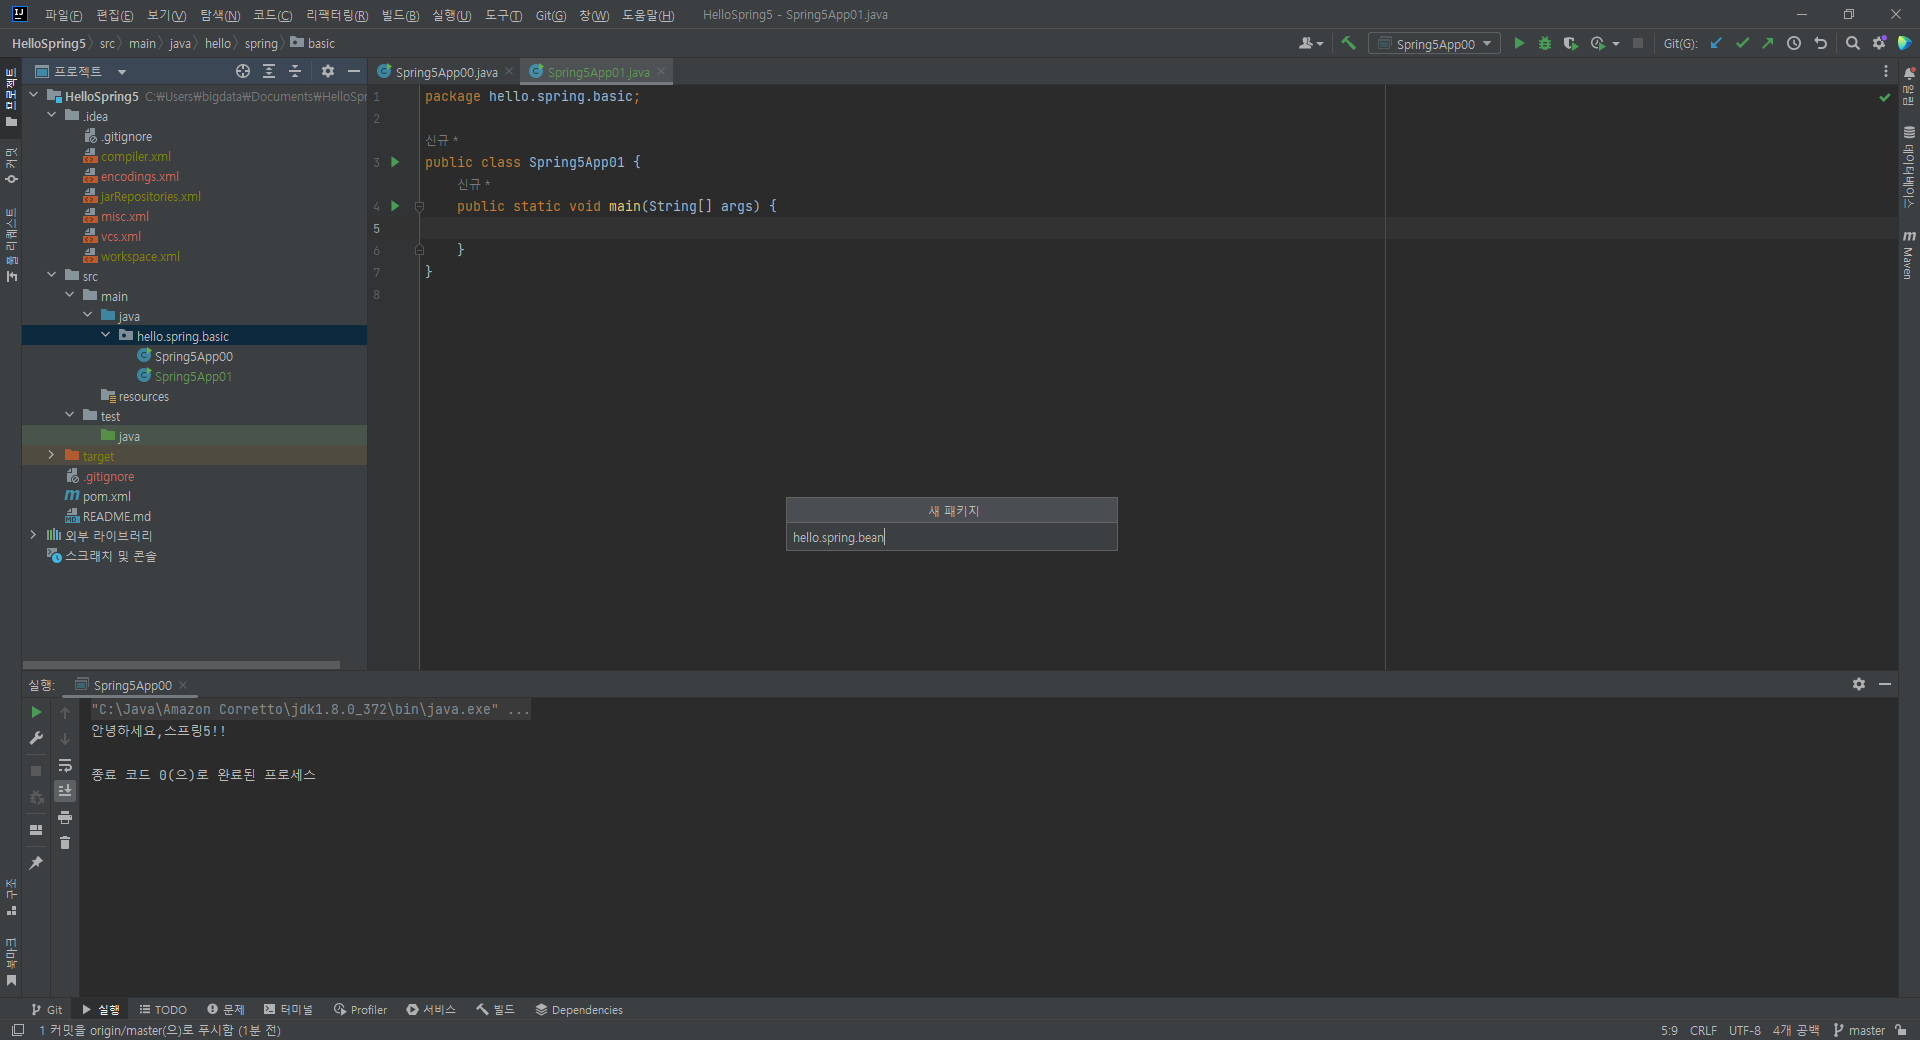 파일(F) 편집(E) 보기(V) 탐색(N) 코드(C) 리팩터링(R) 빌드(B) 실행(U) 도구(T) Git(G) 창(W) 도움말(H) HelloSpring5 - Spring5App01.java
HelloSpring5 src main java hello spring basic
Spring5App00
Git(G):
프로젝트
Spring5App00.java
Spring5App01.java
HelloSpring5 C:₩Users₩bigdata₩Documents₩HelloSpr
.idea
.gitignore
compiler.xml
encodings.xml
jarRepositories.xml
misc.xml
vcs.xml
workspace.xml
src
main
java
hello.spring.basic
Spring5App00
Spring5App01
resources
test
java
target
.gitignore
pom.xml
README.md
외부 라이브러리
스크래치 및 콘솔
프로젝트
커밋
풀 리퀘스트
구조
북마크
1 package hello.spring.basic;
2
신규 *
3 public class Spring5App01 {
신규 *
4 public static void main(String[] args) {
5
6 }
7 }
8
새 패키지
hello.spring.bean
알림
데이터베이스
Maven
실행: Spring5App00
"C:\Java\Amazon Corretto\jdk1.8.0_372\bin\java.exe" ...
안녕하세요,스프링5!!
종료 코드 0(으)로 완료된 프로세스
Git 실행 TODO 문제 터미널 Profiler 서비스 빌드 Dependencies
1 커밋을 origin/master(으)로 푸시함 (1분 전)
5:9 CRLF UTF-8 4개 공백 master